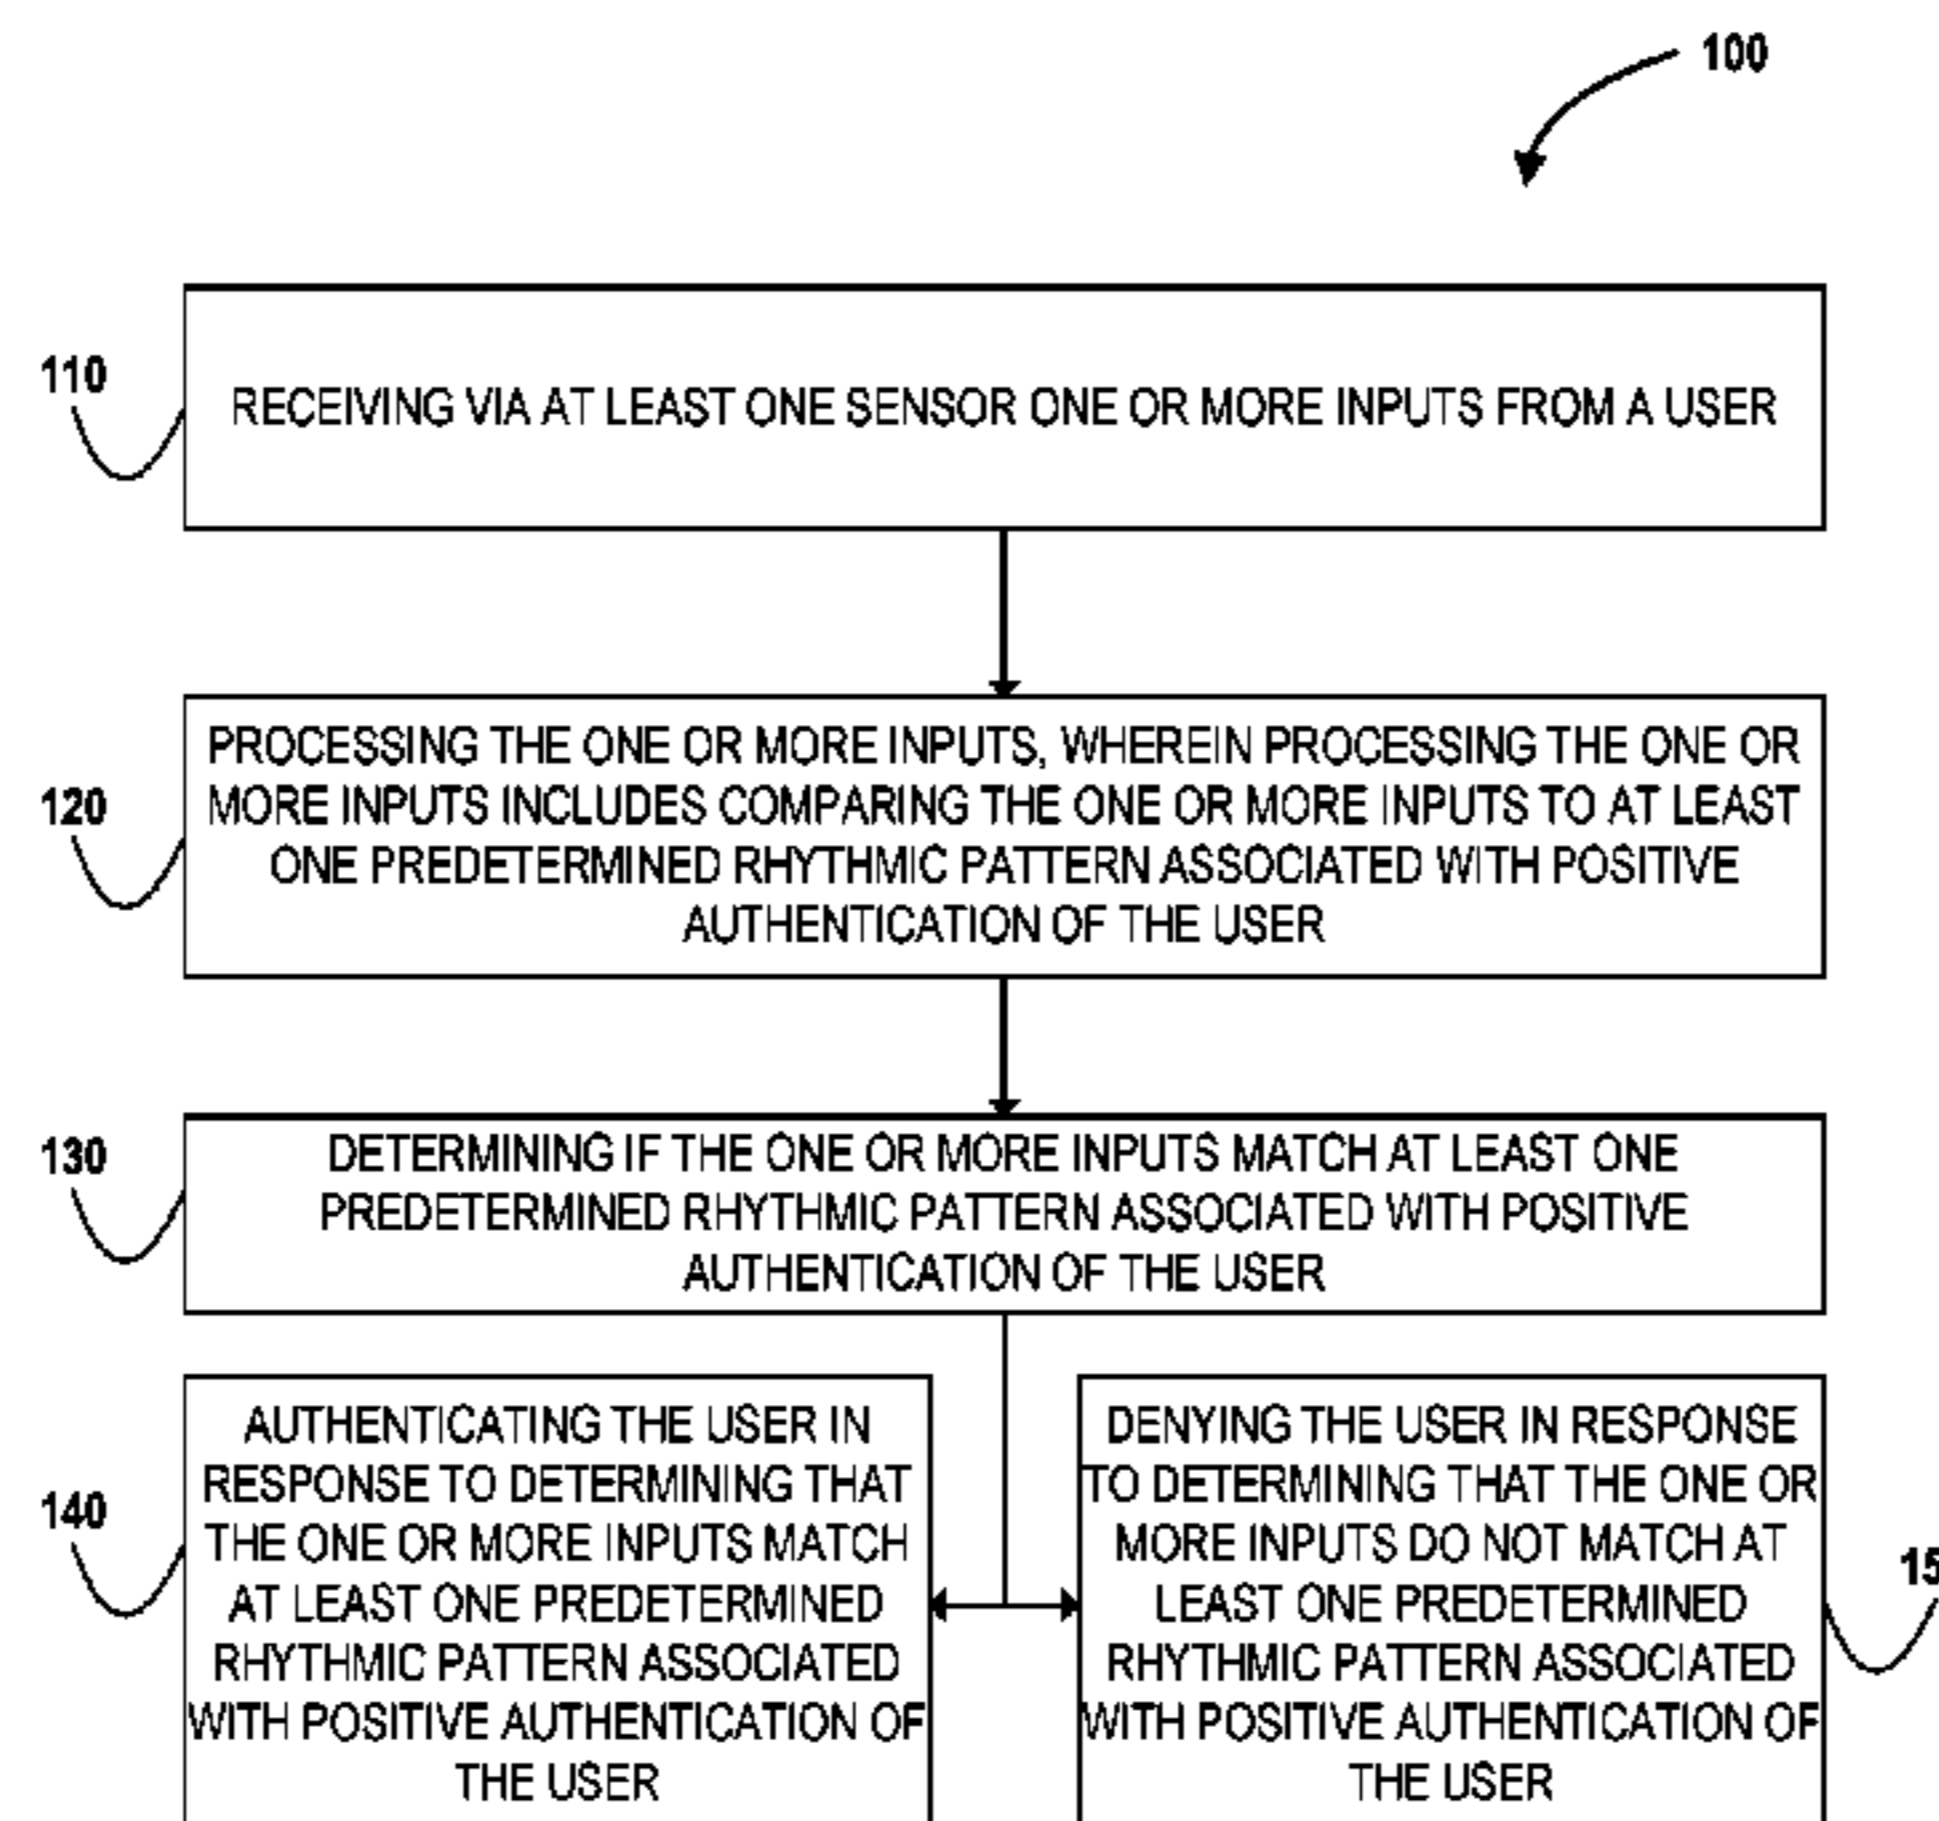 100
110
RECEIVING VIA AT LEAST ONE SENSOR ONE OR MORE INPUTS FROM A USER
120
PROCESSING THE ONE OR MORE INPUTS, WHEREIN PROCESSING THE ONE OR
MORE INPUTS INCLUDES COMPARING THE ONE OR MORE INPUTS TO AT LEAST
ONE PREDETERMINED RHYTHMIC PATTERN ASSOCIATED WITH POSITIVE
AUTHENTICATION OF THE USER
130
DETERMINING IF THE ONE OR MORE INPUTS MATCH AT LEAST ONE
PREDETERMINED RHYTHMIC PATTERN ASSOCIATED WITH POSITIVE
AUTHENTICATION OF THE USER
140
AUTHENTICATING THE USER IN
RESPONSE TO DETERMINING THAT
THE ONE OR MORE INPUTS MATCH
AT LEAST ONE PREDETERMINED
RHYTHMIC PATTERN ASSOCIATED
WITH POSITIVE AUTHENTICATION OF
THE USER
DENYING THE USER IN RESPONSE
TO DETERMINING THAT THE ONE OR
MORE INPUTS DO NOT MATCH AT
LEAST ONE PREDETERMINED
RHYTHMIC PATTERN ASSOCIATED
WITH POSITIVE AUTHENTICATION OF
THE USER
15